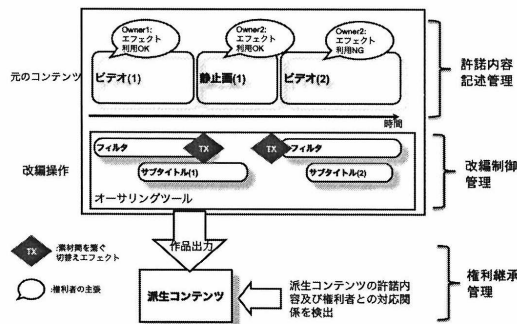 Owner1:
エフェクト
利用OK
Owner2:
エフェクト
利用OK
Owner2:
エフェクト
利用NG
元のコンテンツ
ビデオ(1)
静止画(1)
ビデオ(2)
許諾内容
記述管理
時間
改編操作
フィルタ
TX
TX
フィルタ
サブタイトル(1)
サブタイトル(2)
オーサリングツール
改編制御
管理
TX
:素材間を繋ぐ
切替えエフェクト
作品出力
:権利者の主張
派生コンテンツ
派生コンテンツの許諾内
容及び権利者との対応関
係を検出
権利継承
管理